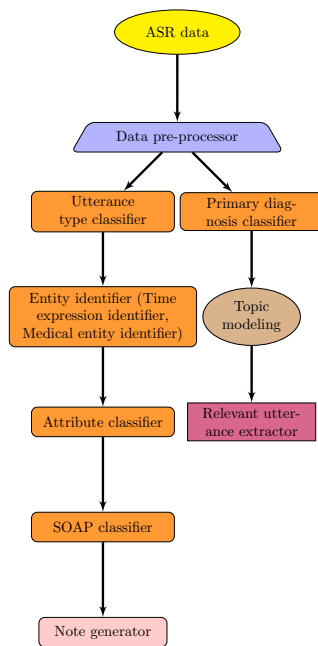 ASR data
Data pre-processor
Utterance
type classifier
Primary diag-
nosis classifier
Entity identifier (Time
expression identifier,
Medical entity identifier)
Topic
modeling
Attribute classifier
Relevant utter-
ance extractor
SOAP classifier
Note generator